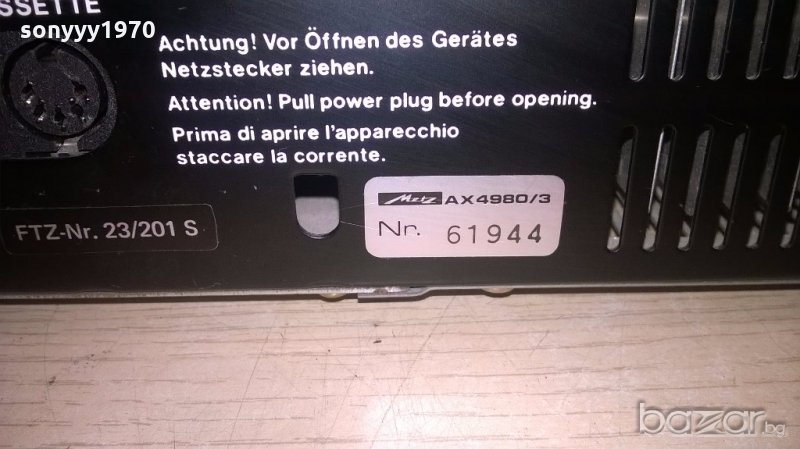 SSETTE
sonyyy1970
Achtung! Vor Öffnen des Gerätes
Netzstecker ziehen.
Attention! Pull power plug before opening.
Prima di aprire l'apparecchio
staccare la corrente.
FTZ-Nr. 23/201 S
Metz AX4980/3
Nr. 61944
bazar.bg